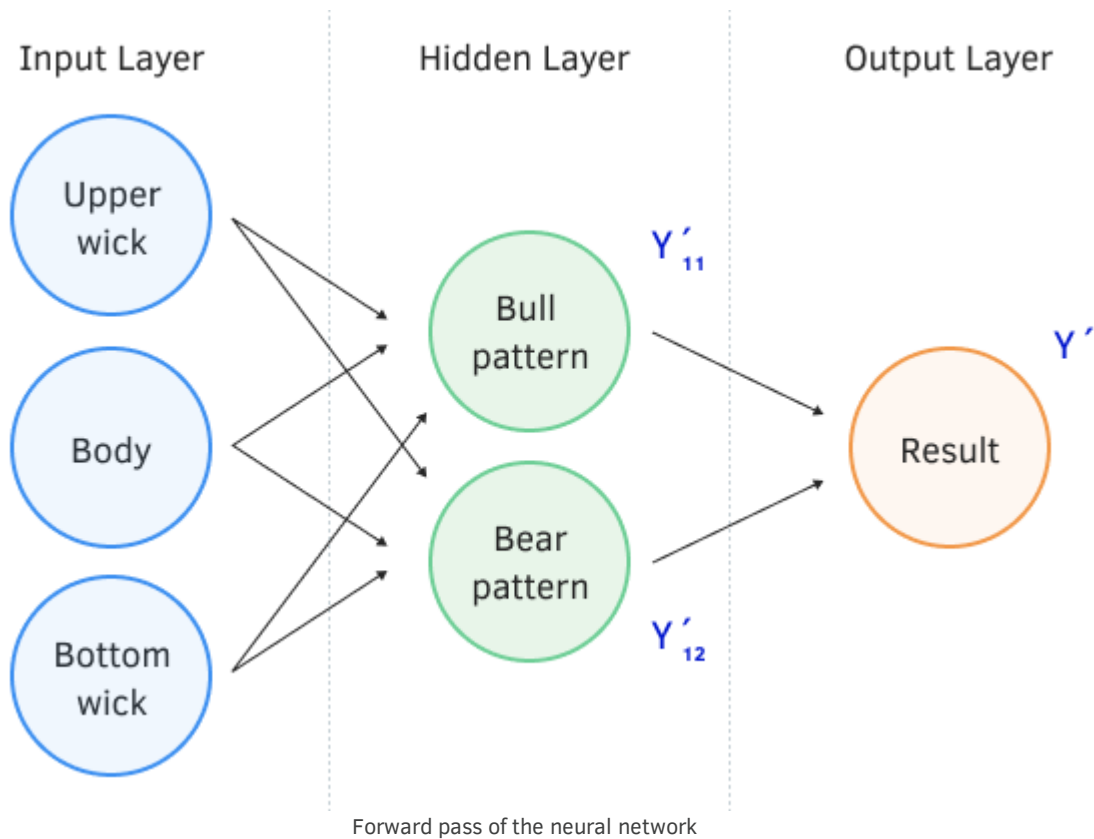 Input Layer
Hidden Layer
Output Layer
Upper
wick
Body
Bottom
wick
Bull
pattern
Y´11
Bear
pattern
Y´12
Result
Y´
Forward pass of the neural network